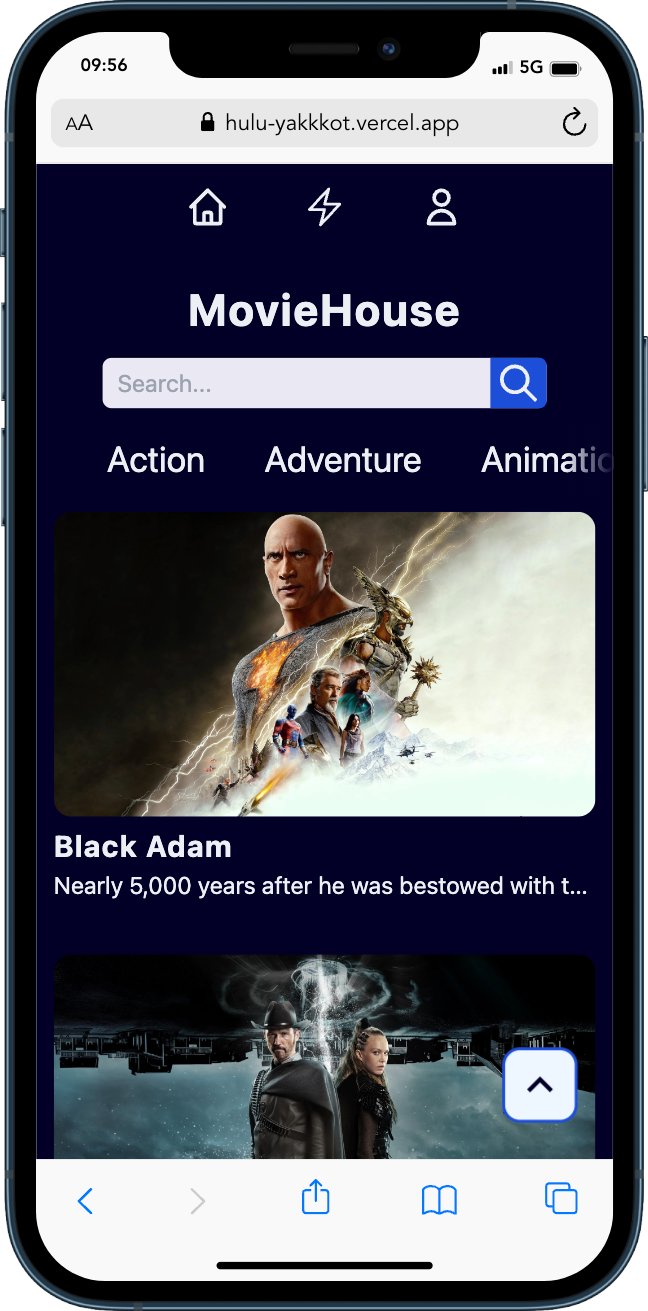 09:56
5G
AA
hulu-yakkkot.vercel.app
MovieHouse
Search...
Action Adventure Animatio
Black Adam
Nearly 5,000 years after he was bestowed with t...